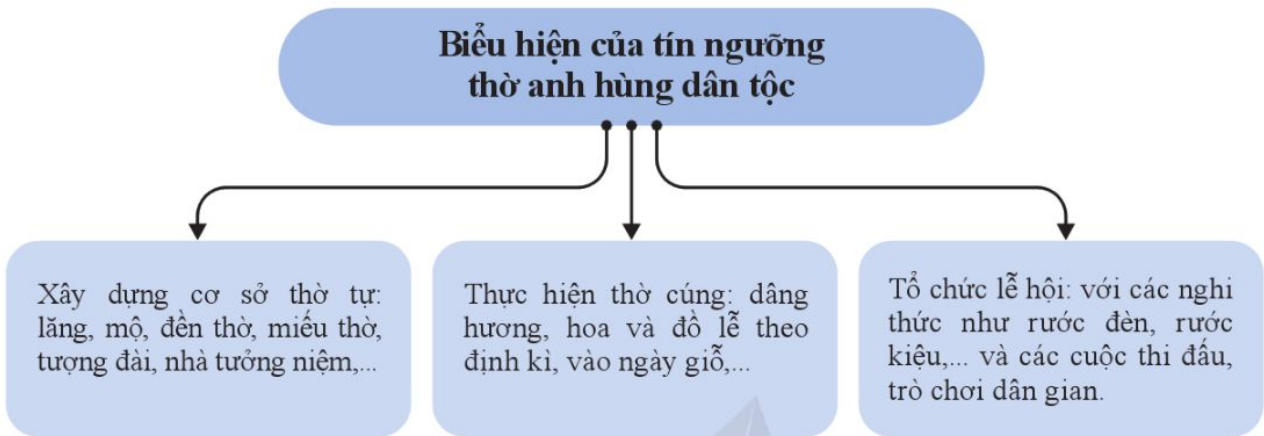 Biểu hiện của tín ngưỡng
thờ anh hùng dân tộc
Xây dựng cơ sở thờ tự:
lăng, mộ, đền thờ, miếu thờ,
tượng đài, nhà tưởng niệm,...
Thực hiện thờ cúng: dâng
hương, hoa và đồ lễ theo
định kì, vào ngày giỗ,...
Tổ chức lễ hội: với các nghi
thức như rước đèn, rước
kiệu,... và các cuộc thi đấu,
trò chơi dân gian.